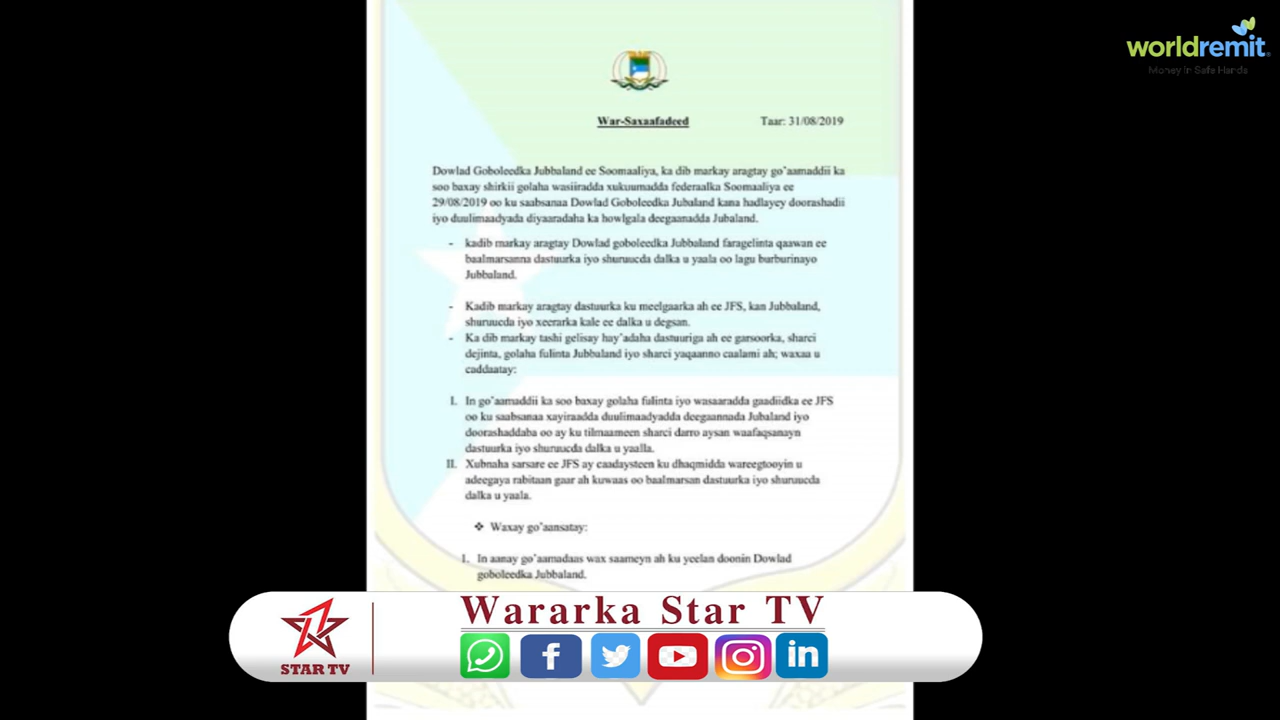 worldremit
Money in Safe Hands
War-Saxaafadeed
Taar: 31/08/2019
Dowlad Goboleedka Jubbaland ee Soomaaliya, ka dib markay aragtay go'aamaddii ka
soo baxay shirkii golaha wasiiradda xukuumadda federaalka Soomaaliya ee
29/08/2019 oo ku saabsanaa Dowlad Goboleedka Jubaland kana hadlayey doorashadii
iyo duulimaadyada diyaaradaha ka howlgala deegaanadda Jubaland.
- kadib markay aragtay Dowlad goboleedka Jubbaland faragelinta qaawan ee
baalmarsanna dastuurka iyo shuruucda dalka u yaala oo lagu burburinayo
Jubbaland.
- Kadib markay aragtay dastuurka ku meelgaarka ah ee JFS, kan Jubbaland,
shuruucda iyo xeerarka kale ee dalka u degsan.
- Ka dib markay tashi gelisay hay'adaha dastuuriga ah ee garsoorka, sharci
dejinta, golaha fulinta Jubbaland iyo sharci yaqaanno caalami ah; waxaa u
caddaatay:
I. In go'aamaddii ka soo baxay golaha fulinta iyo wasaaradda gaadiidka ee JFS
oo ku saabsanaa xayiraadda duulimaadyadda deegaannada Jubaland iyo
doorashaddaba oo ay ku tilmaameen sharci darro aysan waafaqsanayn
dastuurka iyo shuruucda dalka u yaalla.
II. Xubnaha sarsare ee JFS ay caadaysteen ku dhaqmidda wareegtooyin u
adeegaya rabitaan gaar ah kuwaas oo baalmarsan dastuurka iyo shuruucda
dalka u yaala.
❖ Waxay go'aansatay:
1. In aanay go'aamadaas wax saameyn ah ku yeelan doonin Dowlad
goboleedka Jubbaland.
Wararka Star TV
STAR TV